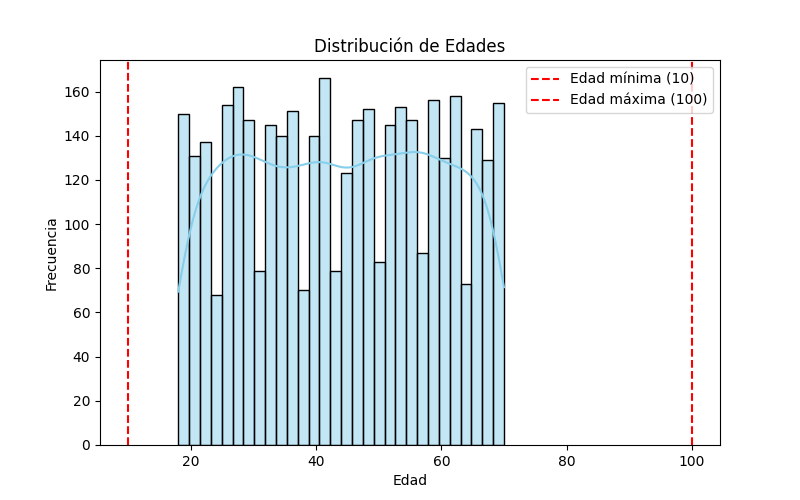 Distribución de Edades
Edad mínima (10)
Edad máxima (100)
Frecuencia
160
140
120
100
80
60
40
20
0
20 40 60 80 100
Edad